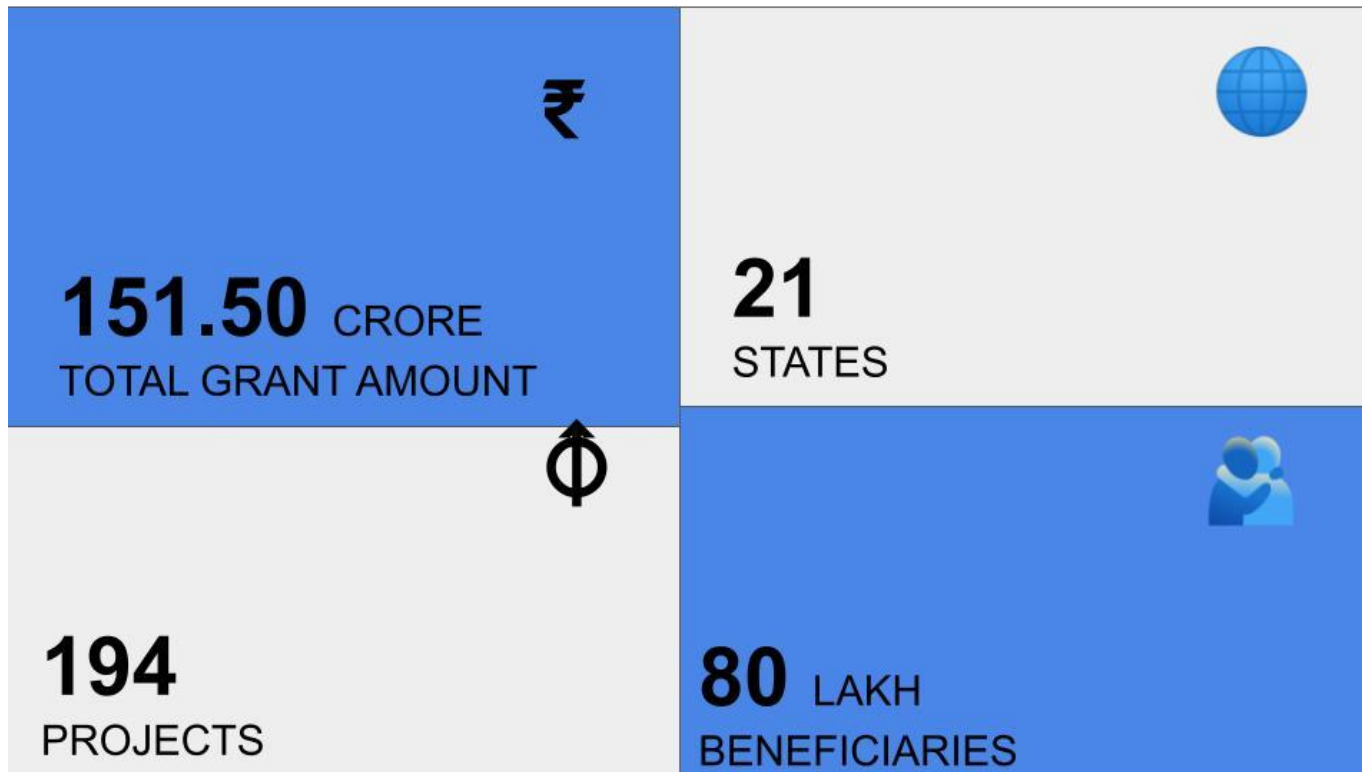 ₹
151.50 CRORE
TOTAL GRANT AMOUNT
21
STATES
194
PROJECTS
80 LAKH
BENEFICIARIES